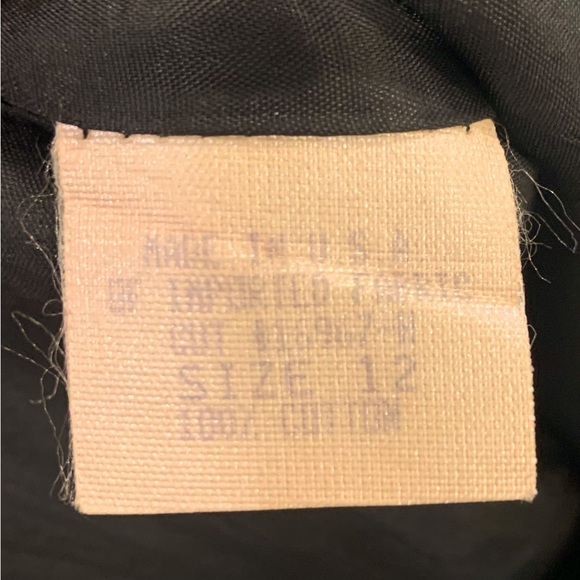 MADE IN U S A
OF IMPORTED FABRIC
CUT
SIZE 12
100% COTTON